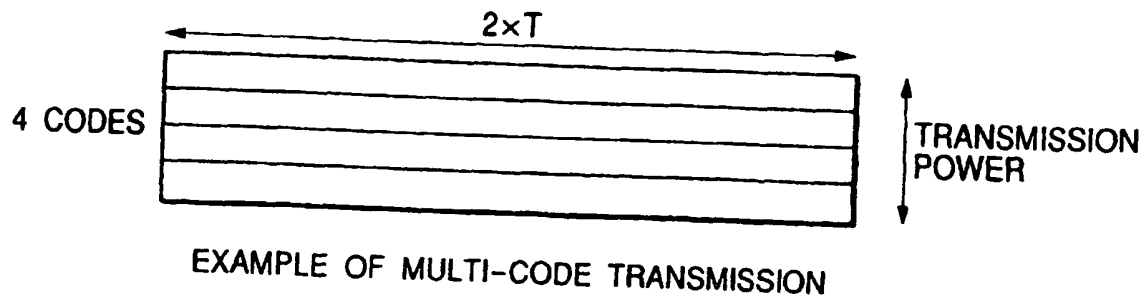 2×T
4 CODES
TRANSMISSION
POWER
EXAMPLE OF MULTI-CODE TRANSMISSION